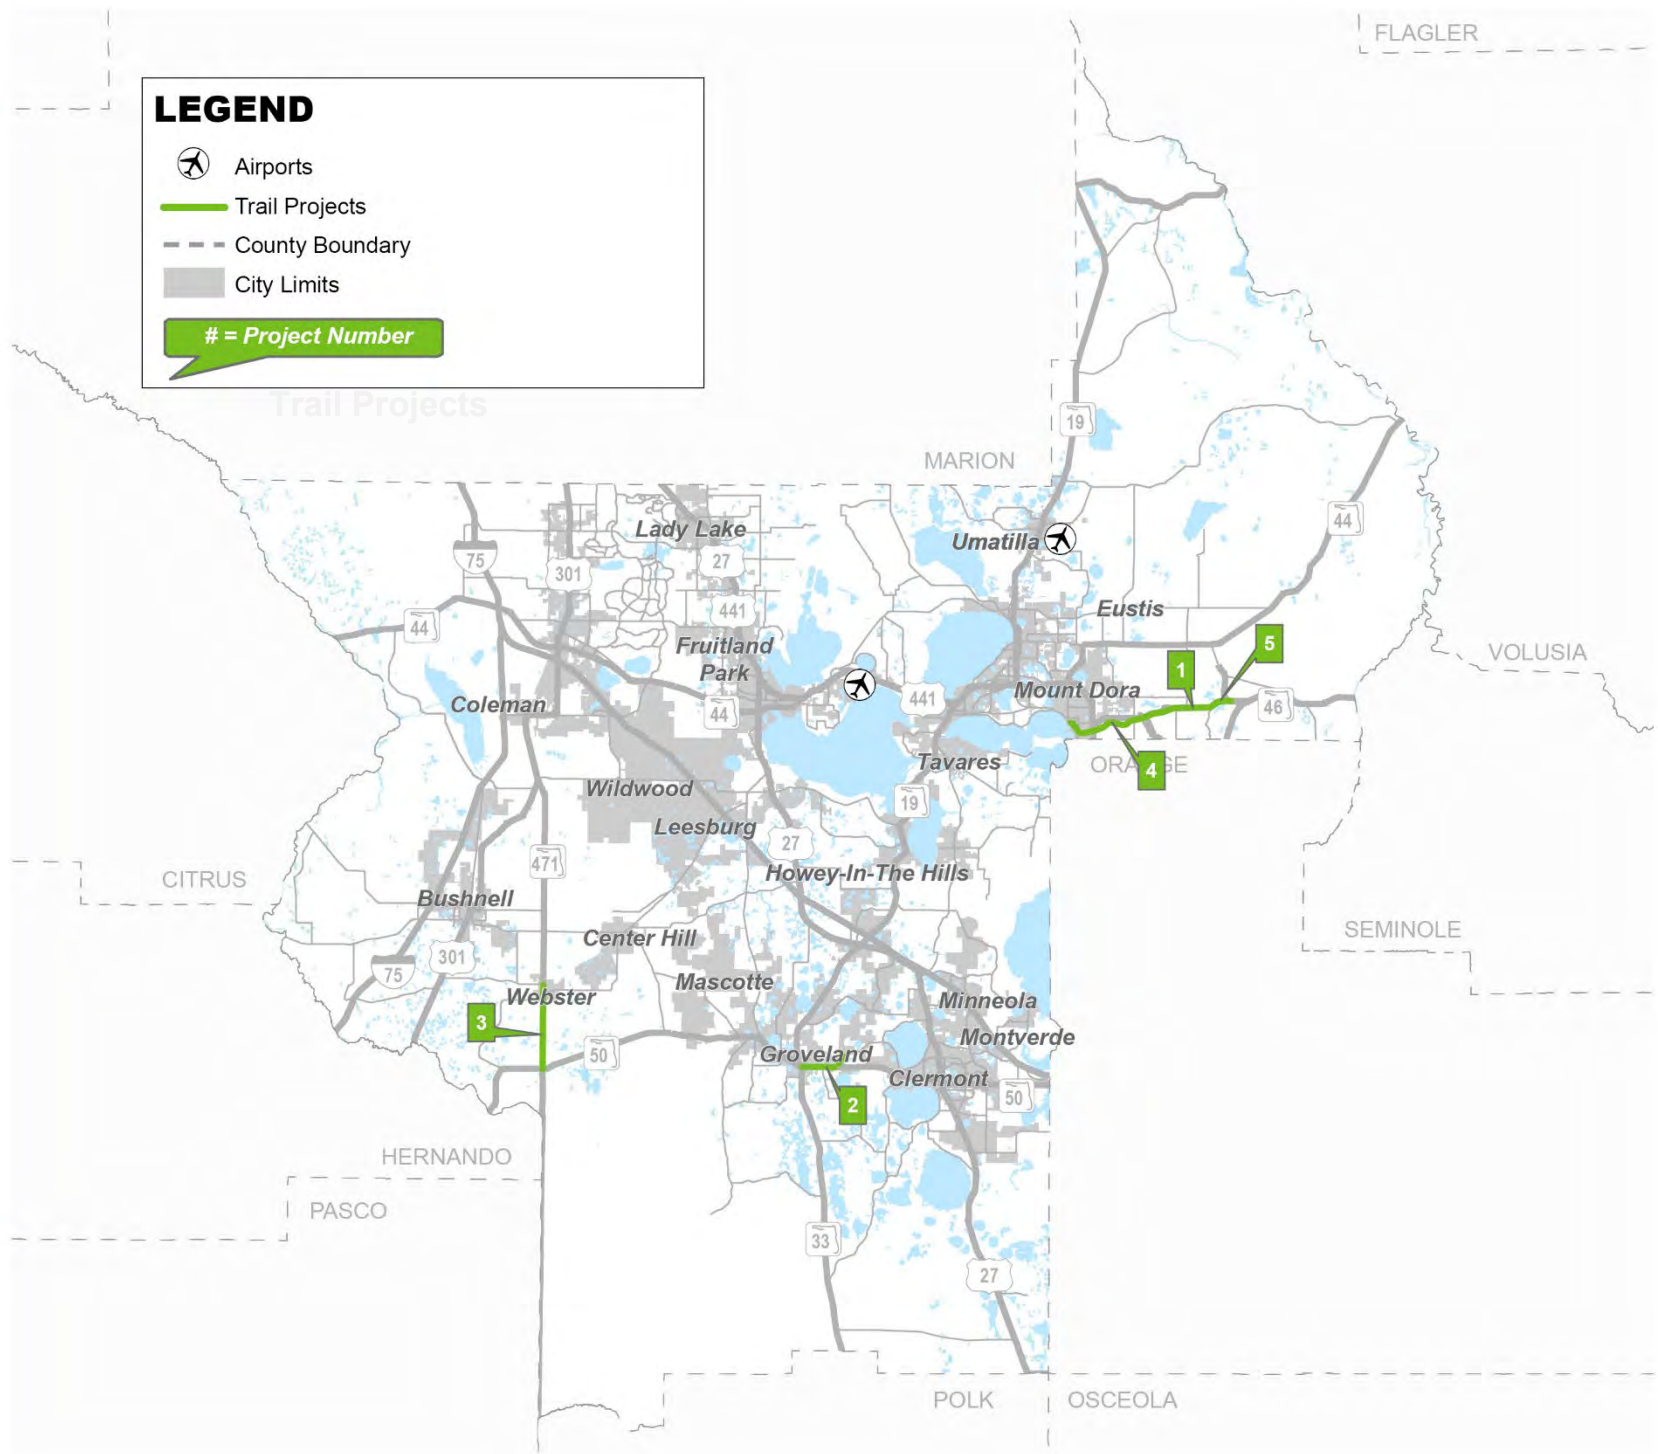 FLAGLER
LEGEND
Airports
Trail Projects
County Boundary
City Limits
# = Project Number
Trail Projects
19
MARION
Lady Lake
Umatilla
44
75
27
301
441
Eustis
44
Fruitland
Park
5
VOLUSIA
1
Mount Dora
441
Coleman
44
46
Tavares
ORANGE
4
Wildwood
19
Leesburg
27
471
Howey-In-The Hills
CITRUS
Bushnell
SEMINOLE
Center Hill
301
75
Mascotte
Webster
Minneola
3
Montverde
50
Groveland
Clermont
2
50
HERNANDO
PASCO
33
27
POLK
OSCEOLA